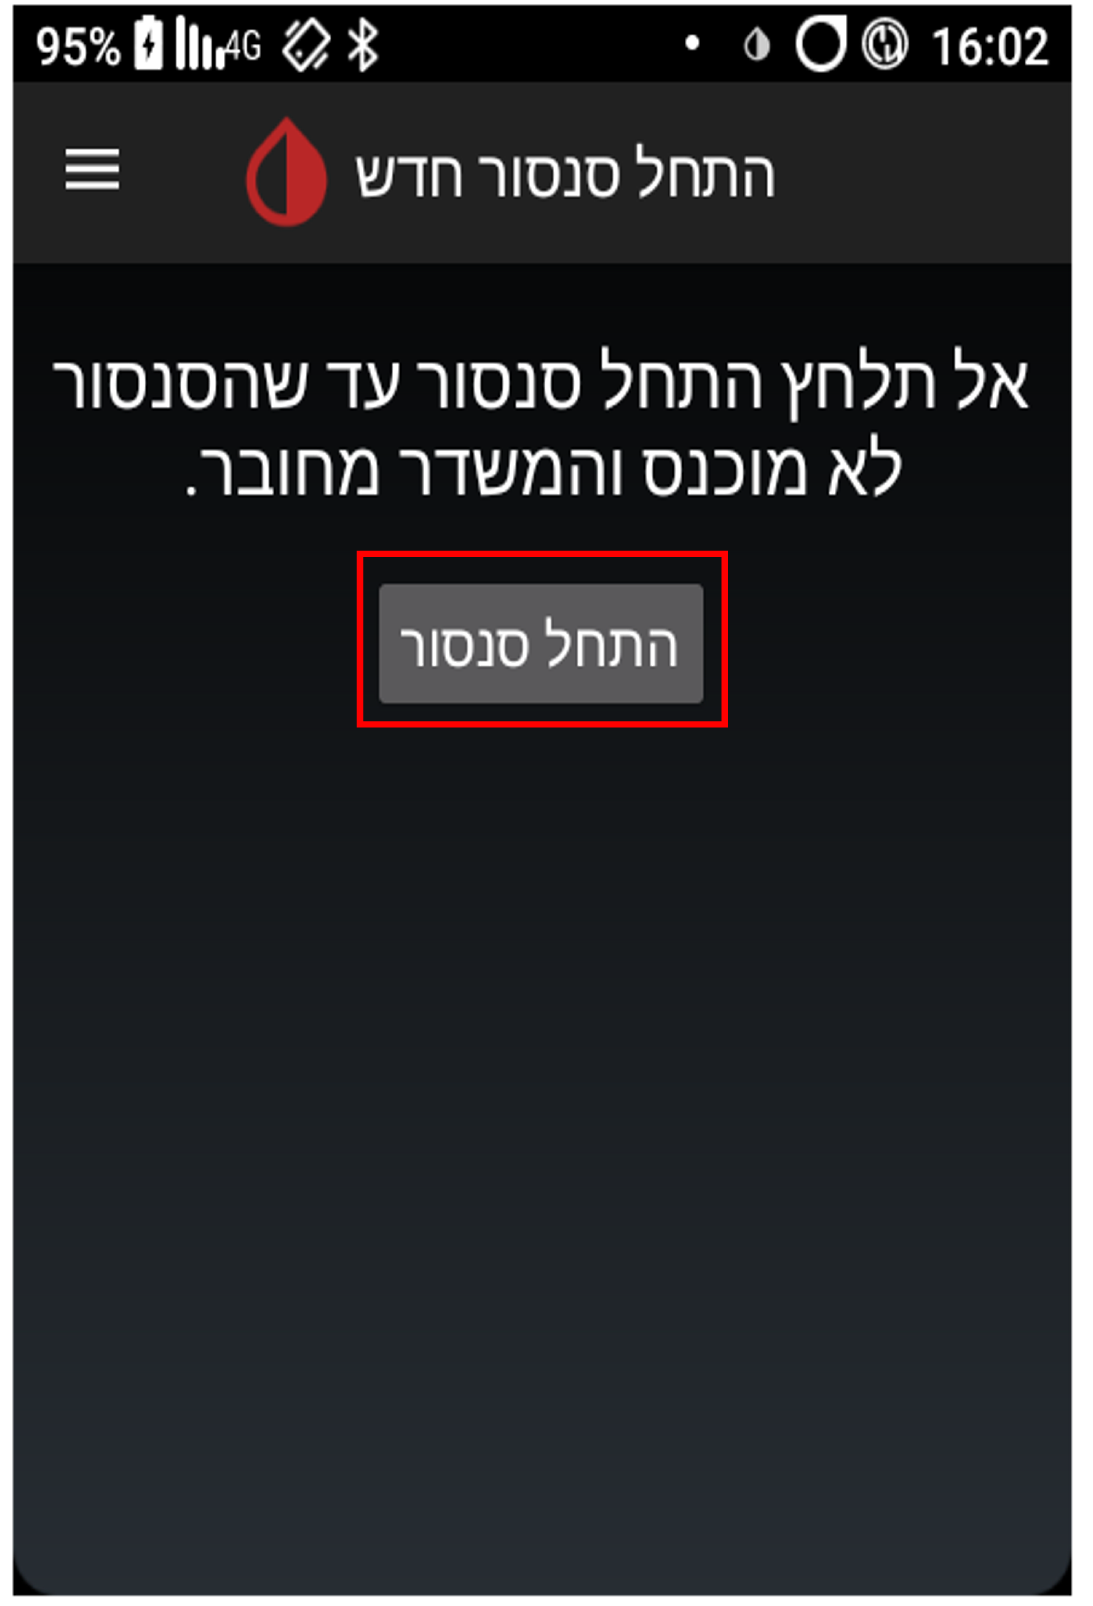 95% 4G 16:02
התחל סנסור חדש
אל תלחץ התחל סנסור עד שהסנסור
לא מוכנס והמשדר מחובר.
התחל סנסור